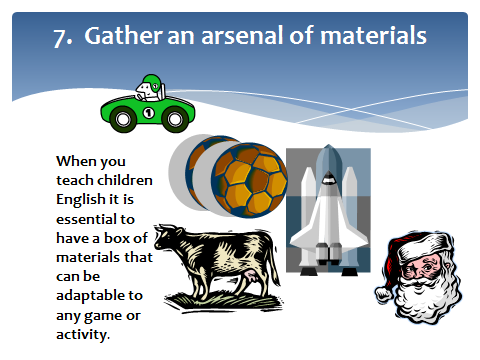 7. Gather an arsenal of materials
1
When you
teach children
English it is
essential to
have a box of
materials that
can be
adaptable to
any game or
activity.